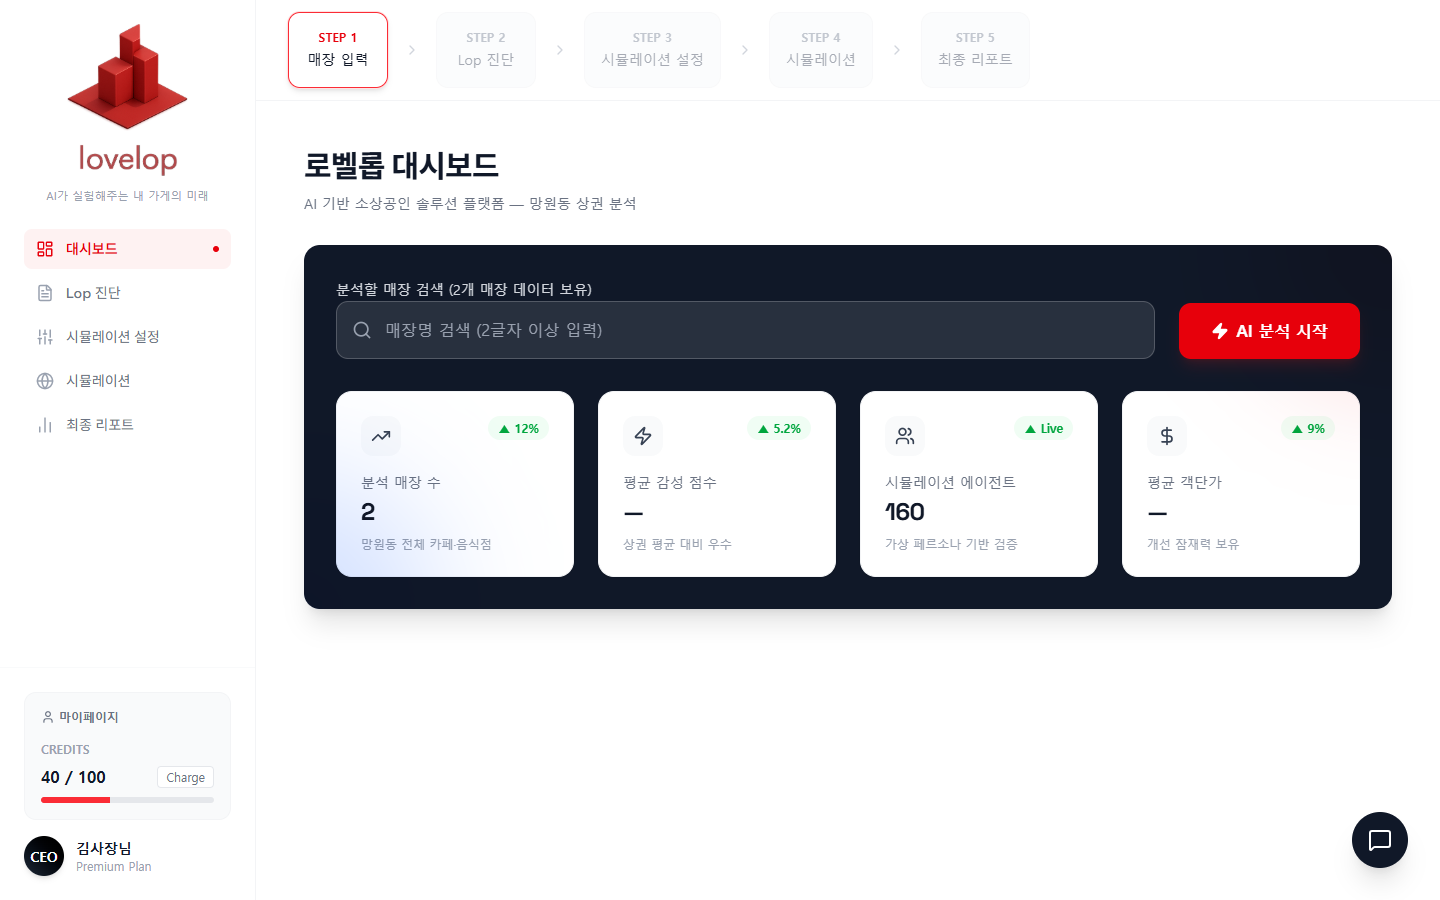 lovelop
AI가 실험해주는 내 가게의 미래
대시보드
Lop 진단
시뮬레이션 설정
시뮬레이션
최종 리포트
마이페이지
CREDITS
40 / 100
Charge
CEO
김사장님
Premium Plan
STEP 1
매장 입력
STEP 2
Lop 진단
STEP 3
시뮬레이션 설정
STEP 4
시뮬레이션
STEP 5
최종 리포트
로벨롭 대시보드
AI 기반 소상공인 솔루션 플랫폼 — 망원동 상권 분석
분석할 매장 검색 (2개 매장 데이터 보유)
매장명 검색 (2글자 이상 입력)
AI 분석 시작
▲ 12%
분석 매장 수
2
망원동 전체 카페·음식점
▲ 5.2%
평균 감성 점수
—
상권 평균 대비 우수
▲ Live
시뮬레이션 에이전트
160
가상 페르소나 기반 검증
▲ 9%
평균 객단가
—
개선 잠재력 보유